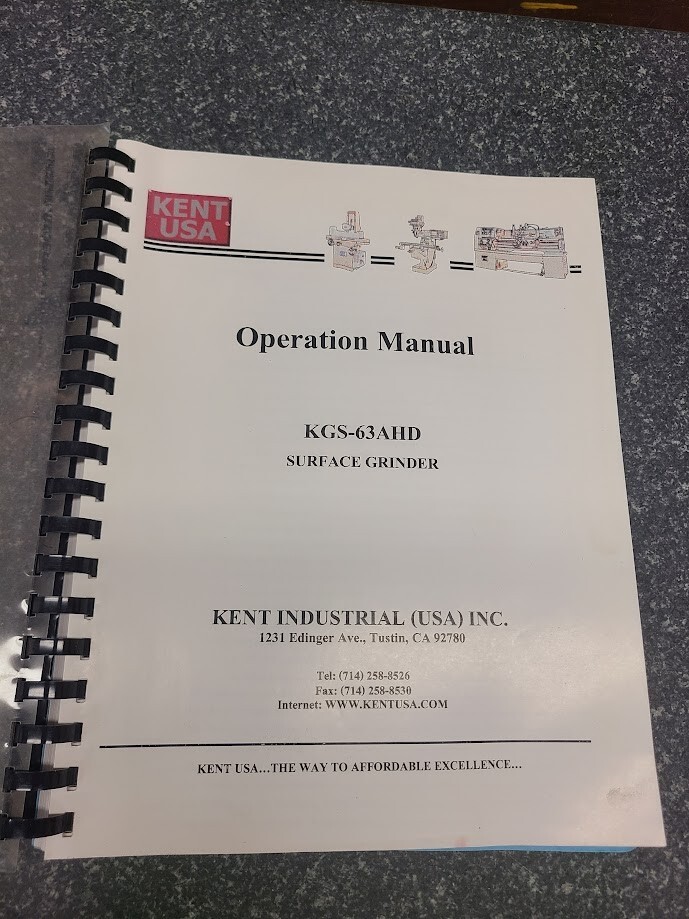 KENT
USA
Operation Manual
KGS-63AHD
SURFACE GRINDER
KENT INDUSTRIAL (USA) INC.
1231 Edinger Ave., Tustin, CA 92780
Tel: (714) 258-8526
Fax: (714) 258-8530
Internet: WWW.KENTUSA.COM
KENT USA...THE WAY TO AFFORDABLE EXCELLENCE...